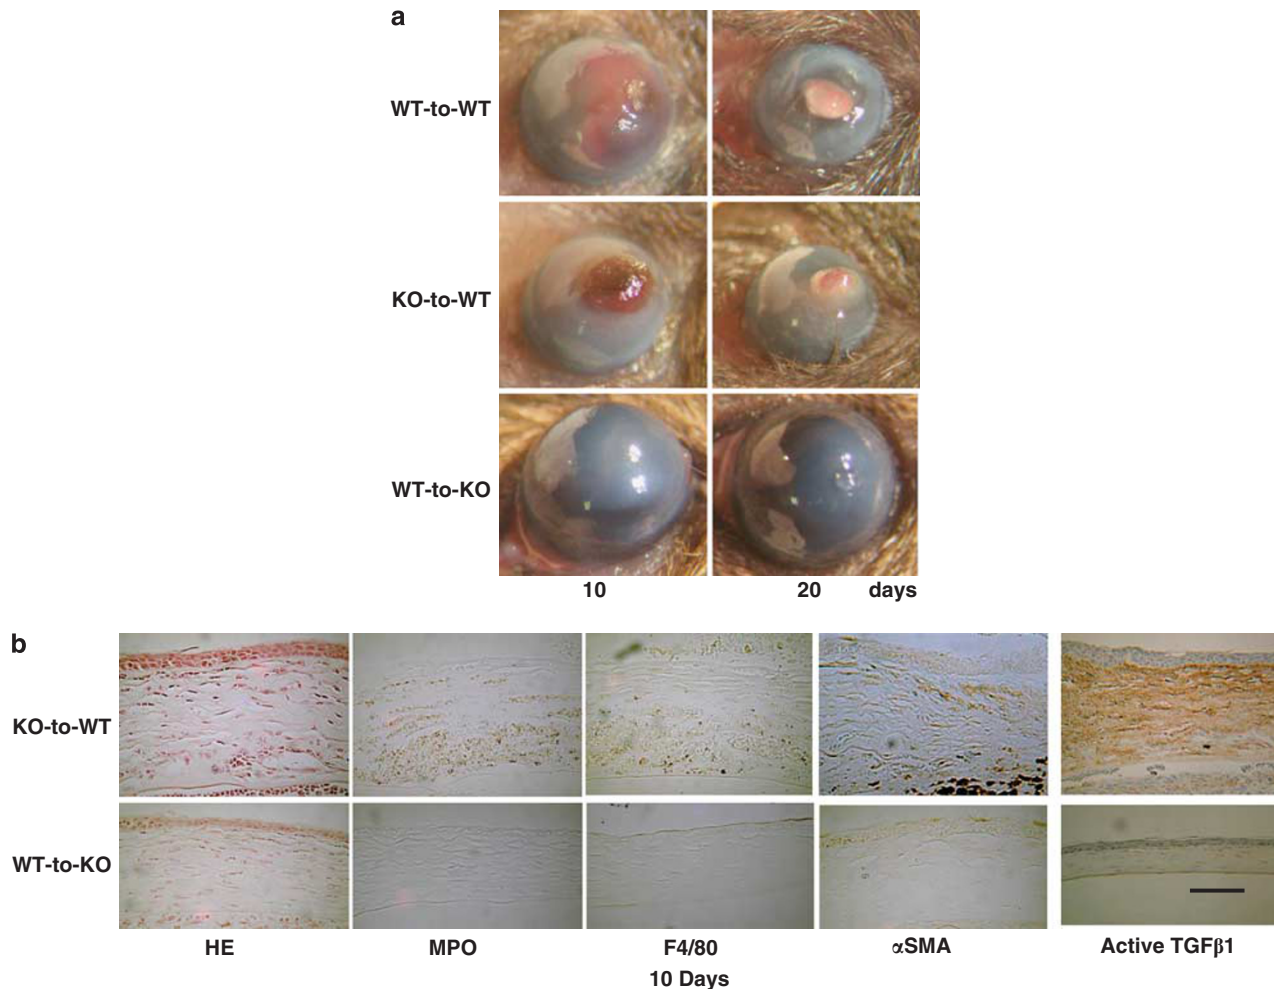 a
WT-to-WT
KO-to-WT
WT-to-KO
10 20 days
b
KO-to-WT
WT-to-KO
HE MPO F4/80 αSMA Active TGFβ1
10 Days